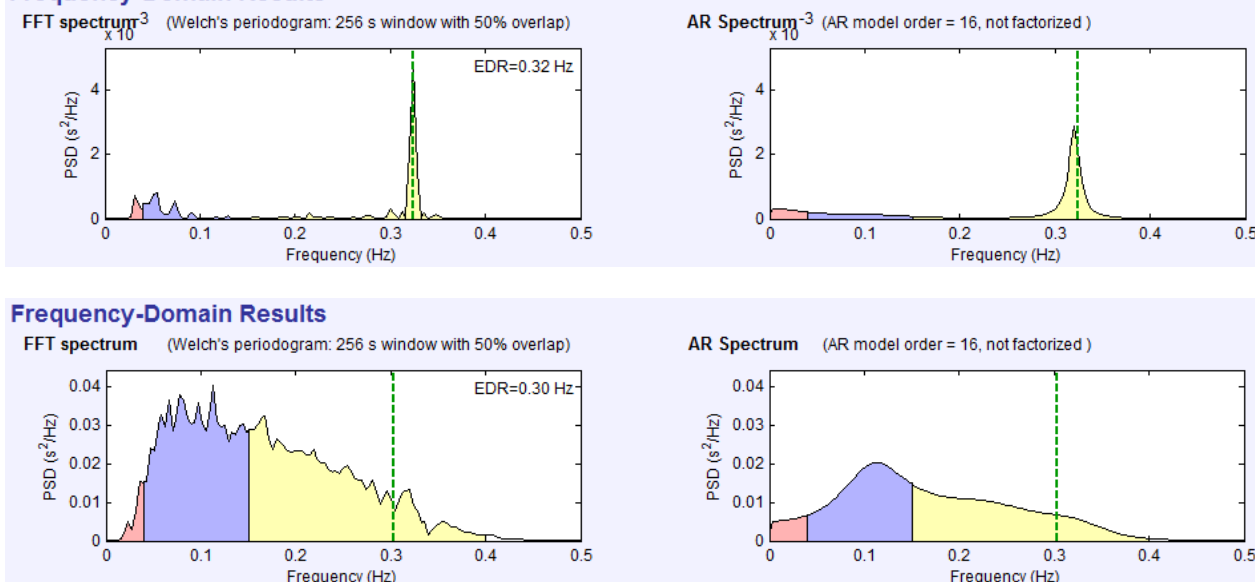 Frequency-Domain Results
FFT spectrum (Welch's periodogram: 256 s window with 50% overlap)
x 10-3
EDR=0.32 Hz
PSD (s2/Hz)
4
2
0
0 0.1 0.2 0.3 0.4 0.5
Frequency (Hz)
AR Spectrum (AR model order = 16, not factorized )
x 10-3
PSD (s2/Hz)
4
2
0
0 0.1 0.2 0.3 0.4 0.5
Frequency (Hz)
Frequency-Domain Results
FFT spectrum (Welch's periodogram: 256 s window with 50% overlap)
EDR=0.30 Hz
PSD (s2/Hz)
0.04
0.03
0.02
0.01
0
0 0.1 0.2 0.3 0.4 0.5
Frequency (Hz)
AR Spectrum (AR model order = 16, not factorized )
PSD (s2/Hz)
0.04
0.03
0.02
0.01
0
0 0.1 0.2 0.3 0.4 0.5
Frequency (Hz)